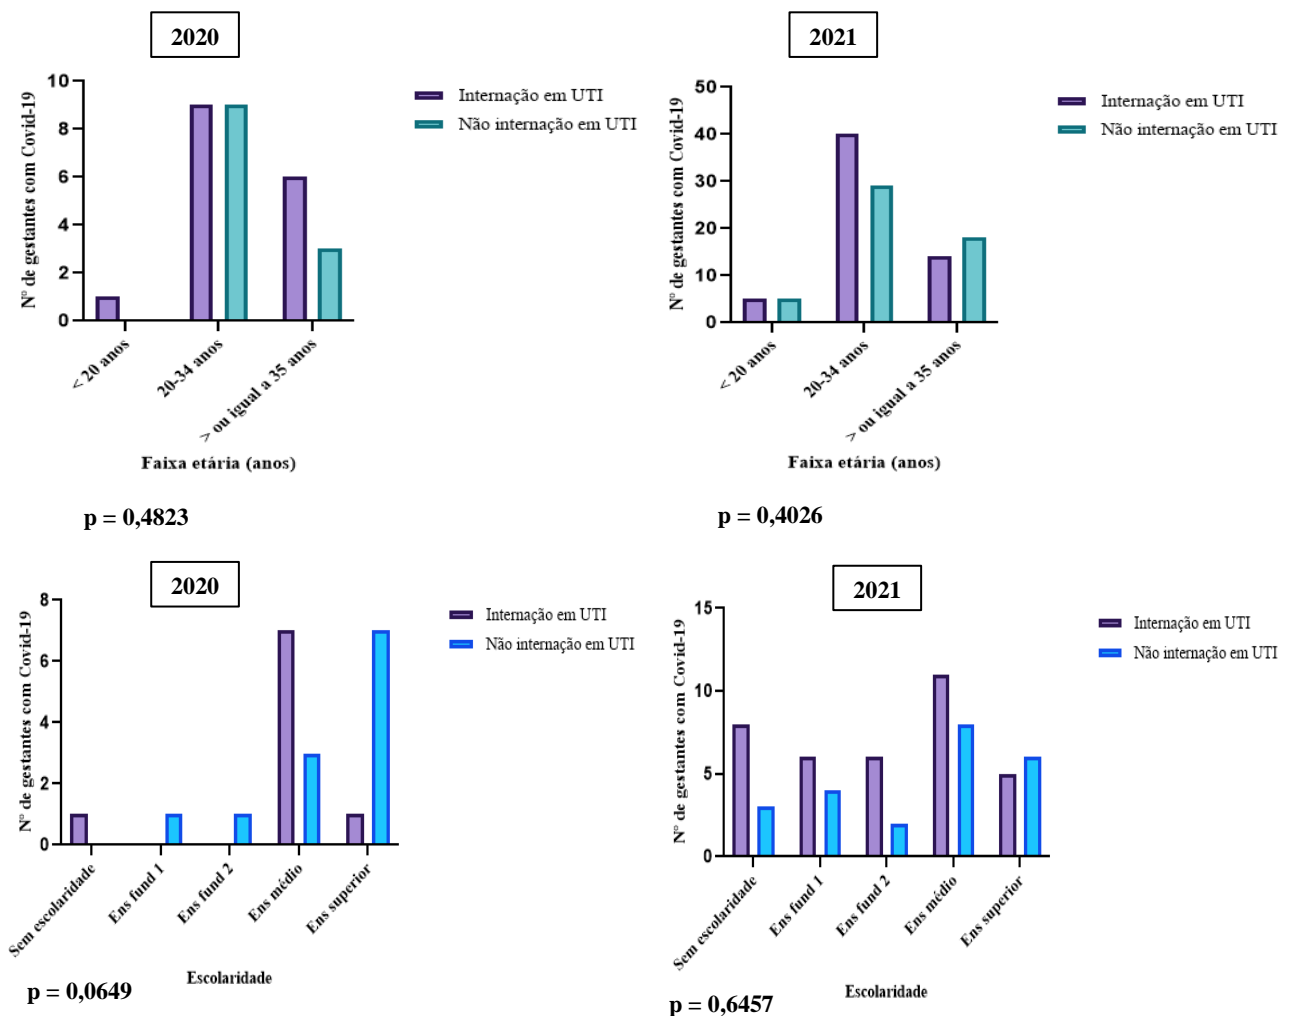 2020
10
8
6
4
2
0
Nº de gestantes com Covid-19
Internação em UTI
Não internação em UTI
< 20 anos
20-34 anos
> ou igual a 35 anos
Faixa etária (anos)
p = 0,4823
2021
50
40
30
20
10
0
Nº de gestantes com Covid-19
Internação em UTI
Não internação em UTI
< 20 anos
20-34 anos
> ou igual a 35 anos
Faixa etária (anos)
p = 0,4026
2020
8
6
4
2
0
Nº de gestantes com Covid-19
Internação em UTI
Não internação em UTI
Sem escolaridade
Ens fund 1
Ens fund 2
Ens médio
Ens superior
Escolaridade
p = 0,0649
2021
15
10
5
0
Nº de gestantes com Covid-19
Internação em UTI
Não internação em UTI
Sem escolaridade
Ens fund 1
Ens fund 2
Ens médio
Ens superior
Escolaridade
p = 0,6457